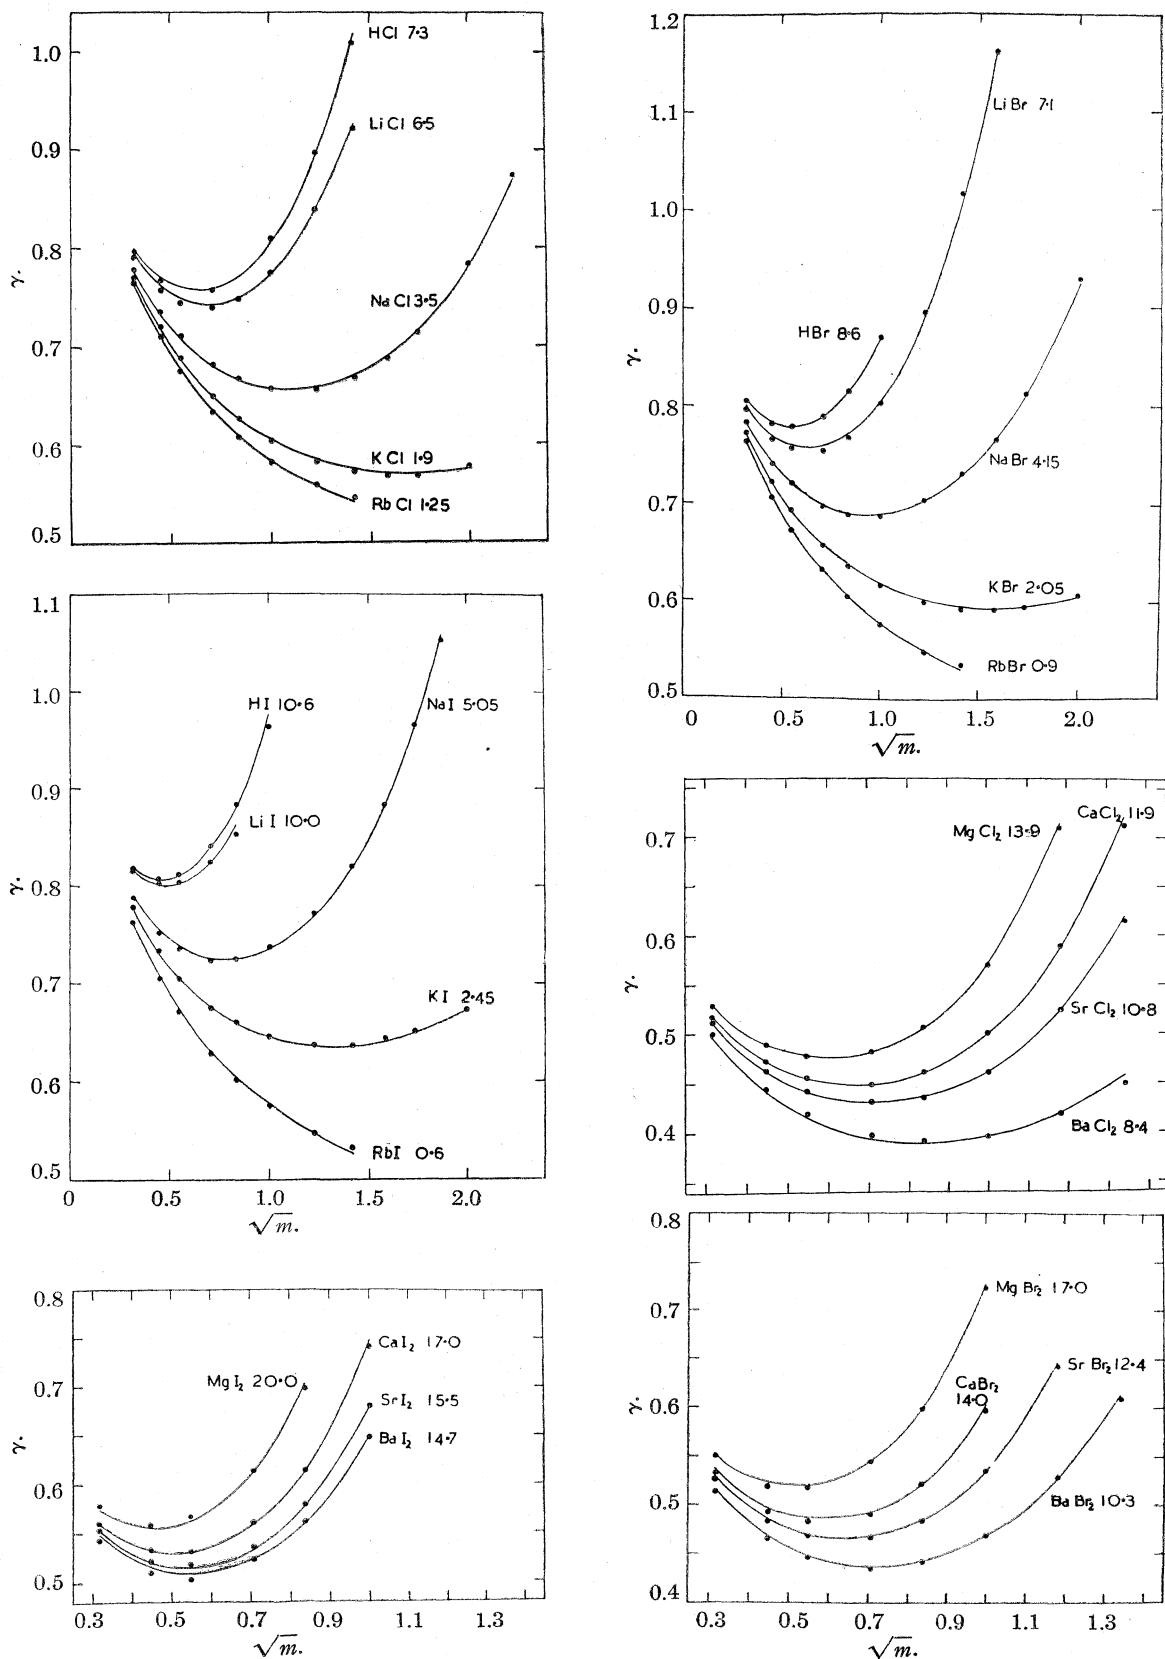 1.0
0.9
0.8
0.7
0.6
0.5
γ.
HCl 7·3
LiCl 6·5
NaCl 3·5
KCl 1·9
RbCl 1·25
1.2
1.1
1.0
0.9
0.8
0.7
0.6
0.5
γ.
LiBr 7·1
HBr 8·6
NaBr 4·15
KBr 2·05
RbBr 0·9
0 0.5 1.0 1.5 2.0
√m.
1.1
1.0
0.9
0.8
0.7
0.6
0.5
γ.
HI 10·6
NaI 5·05
LiI 10·0
KI 2·45
RbI 0·6
0 0.5 1.0 1.5 2.0
√m.
0.7
0.6
0.5
0.4
γ.
MgCl₂ 13·9
CaCl₂ 11·9
SrCl₂ 10·8
BaCl₂ 8·4
0.8
0.7
0.6
0.5
γ.
MgI₂ 20·0
CaI₂ 17·0
SrI₂ 15·5
BaI₂ 14·7
0.3 0.5 0.7 0.9 1.1 1.3
√m.
0.8
0.7
0.6
0.5
0.4
γ.
MgBr₂ 17·0
SrBr₂ 12·4
CaBr₂
14·0
BaBr₂ 10·3
0.3 0.5 0.7 0.9 1.1 1.3
√m.